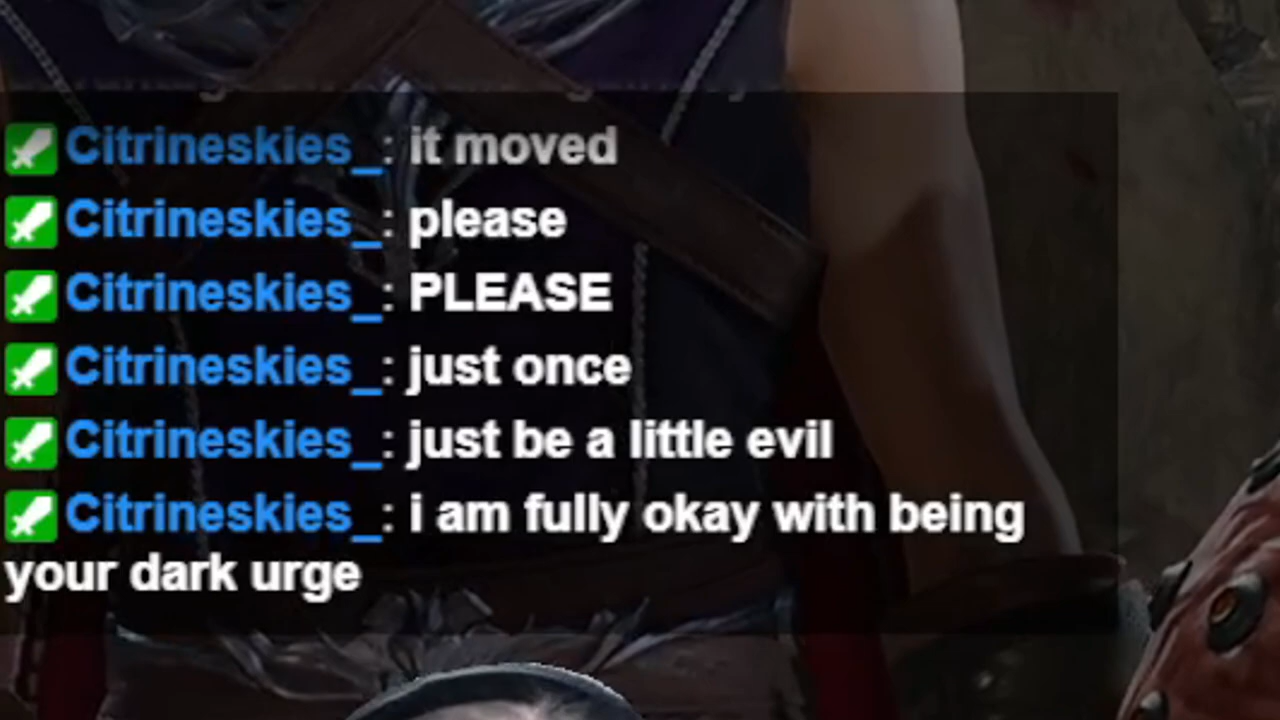 Citrineskies_: it moved
Citrineskies_: please
Citrineskies_: PLEASE
Citrineskies_: just once
Citrineskies_: just be a little evil
Citrineskies_: i am fully okay with being
your dark urge